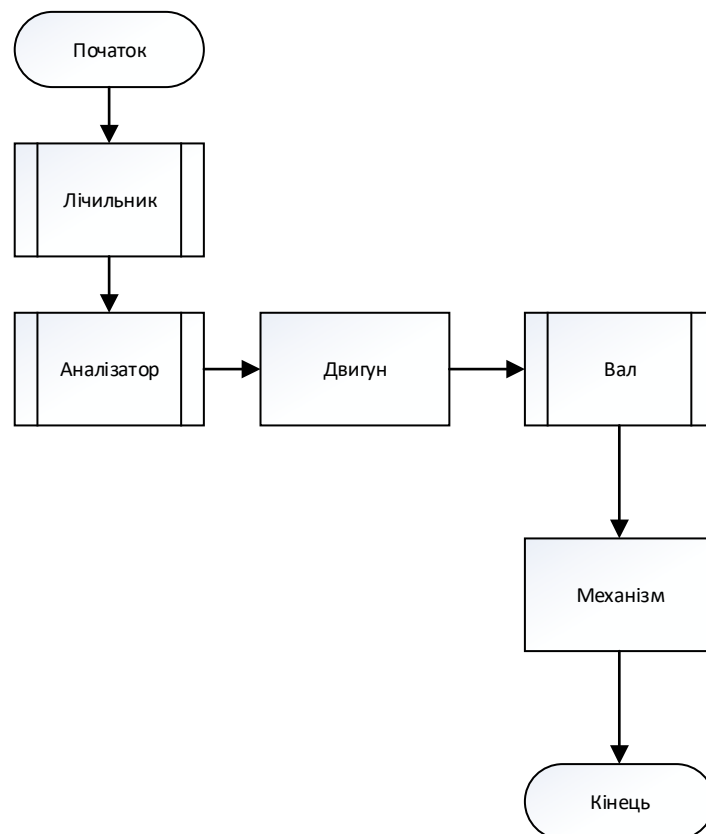 Початок
Лічильник
Аналізатор
Двигун
Вал
Механізм
Кінець